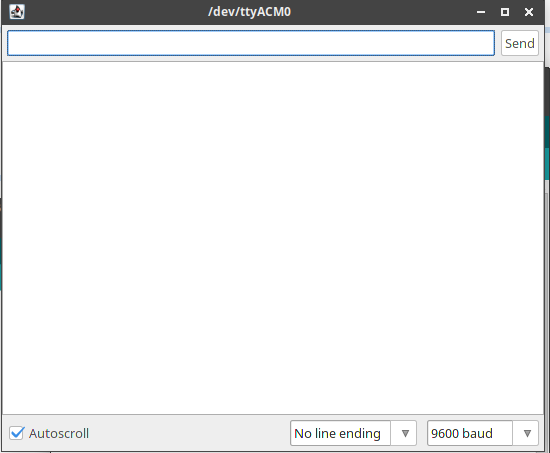 /dev/ttyACM0
Send
Autoscroll
No line ending
9600 baud